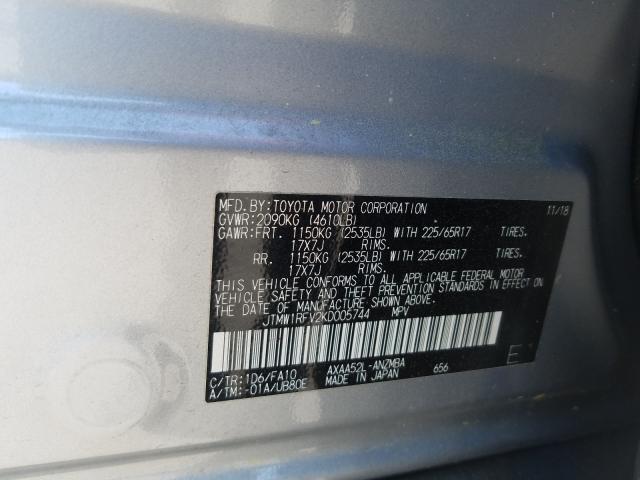 MFD.BY:TOYOTA MOTOR CORPORATION 11/18
GVWR:2090KG (4610LB)
GAWR:FRT. 1150KG (2535LB) WITH 225/65R17 TIRES.
17X7J RIMS.
RR. 1150KG (2535LB) WITH 225/65R17 TIRES.
17X7J RIMS.
THIS VEHICLE CONFORMS TO ALL APPLICABLE FEDERAL MOTOR
VEHICLE SAFETY AND THEFT PREVENTION STANDARDS IN EFFECT ON
THE DATE OF MANUFACTURE SHOWN ABOVE.
JTMW1RFV2KD005744 MPV
C/TR:1D6/FA10 AXAA52L-ANZMBA 656 E
A/TM:-01A/UB80E MADE IN JAPAN